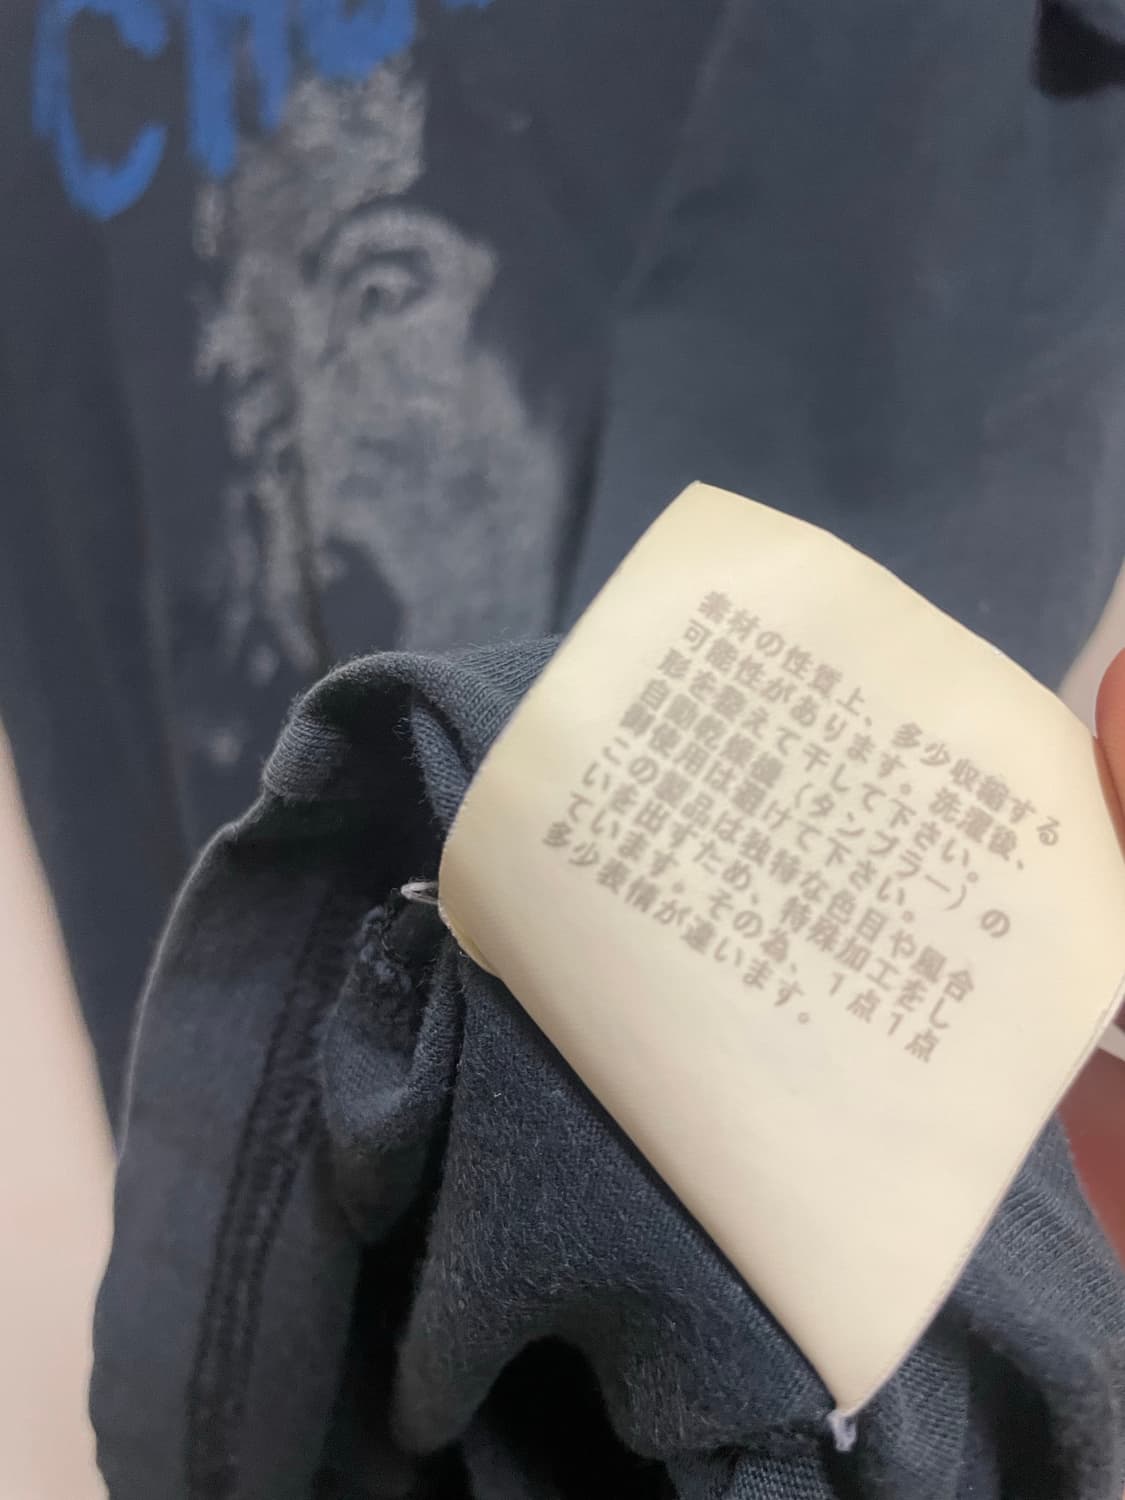 素材の性質上、多少収縮する
可能性があります。洗濯後、
形を整えて干して下さい。
自動乾燥機（タンブラー）の
御使用は避けて下さい。
この製品は独特な色目や風合
いを出すため、特殊加工をし
ています。その為、1点1点
多少表情が違います。